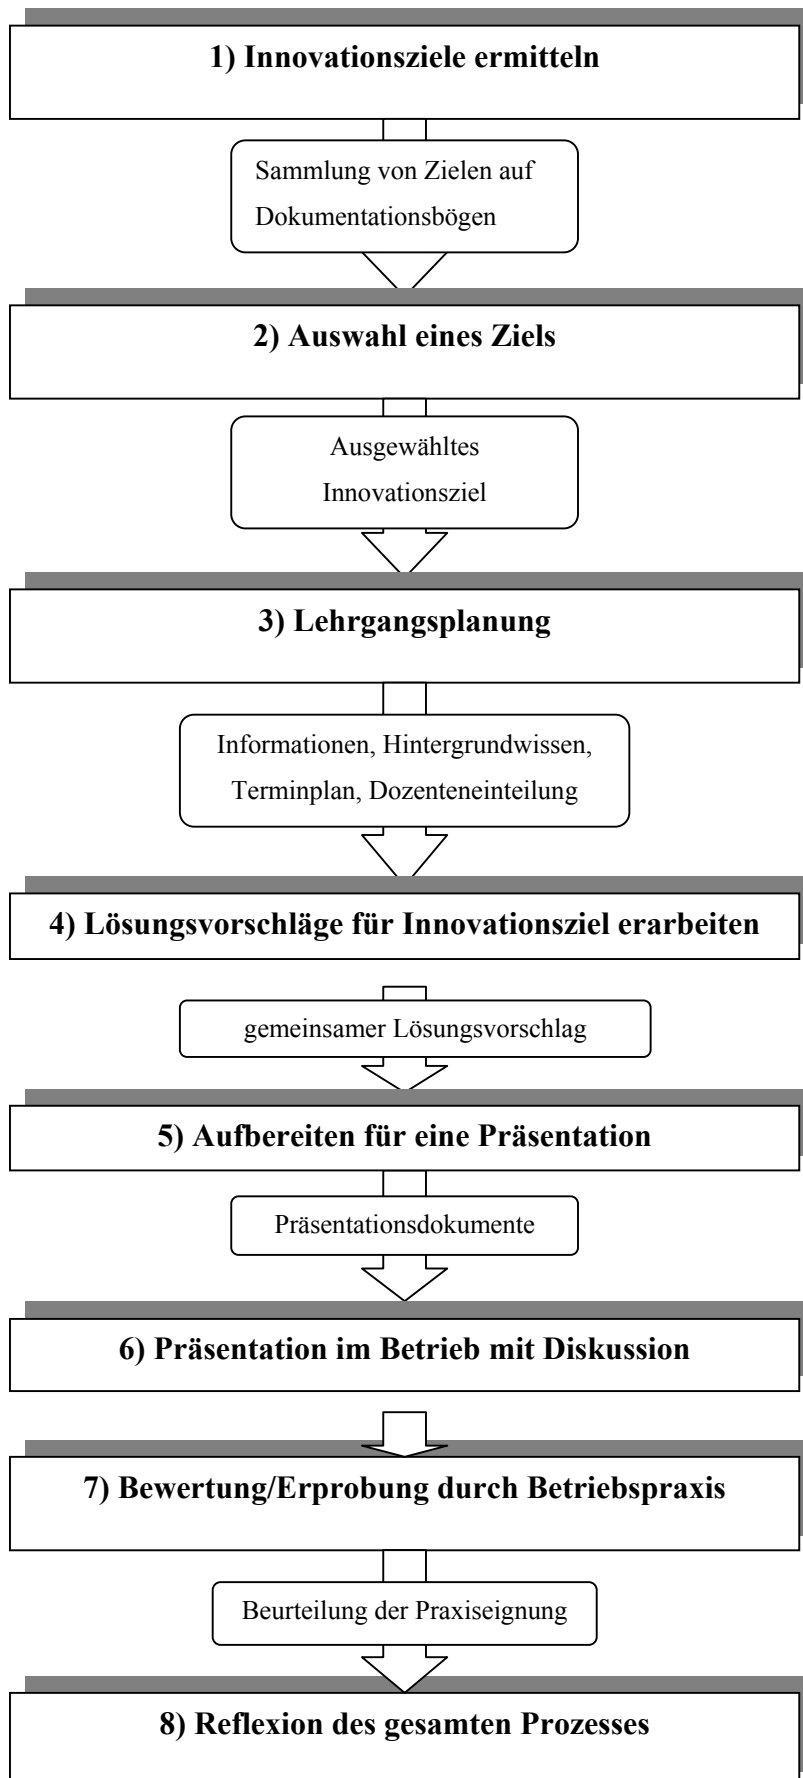 1) Innovationsziele ermitteln
Sammlung von Zielen auf
Dokumentationsbögen
2) Auswahl eines Ziels
Ausgewähltes
Innovationsziel
3) Lehrgangsplanung
Informationen, Hintergrundwissen,
Terminplan, Dozenteneinteilung
4) Lösungsvorschläge für Innovationsziel erarbeiten
gemeinsamer Lösungsvorschlag
5) Aufbereiten für eine Präsentation
Präsentationsdokumente
6) Präsentation im Betrieb mit Diskussion
7) Bewertung/Erprobung durch Betriebspraxis
Beurteilung der Praxiseignung
8) Reflexion des gesamten Prozesses